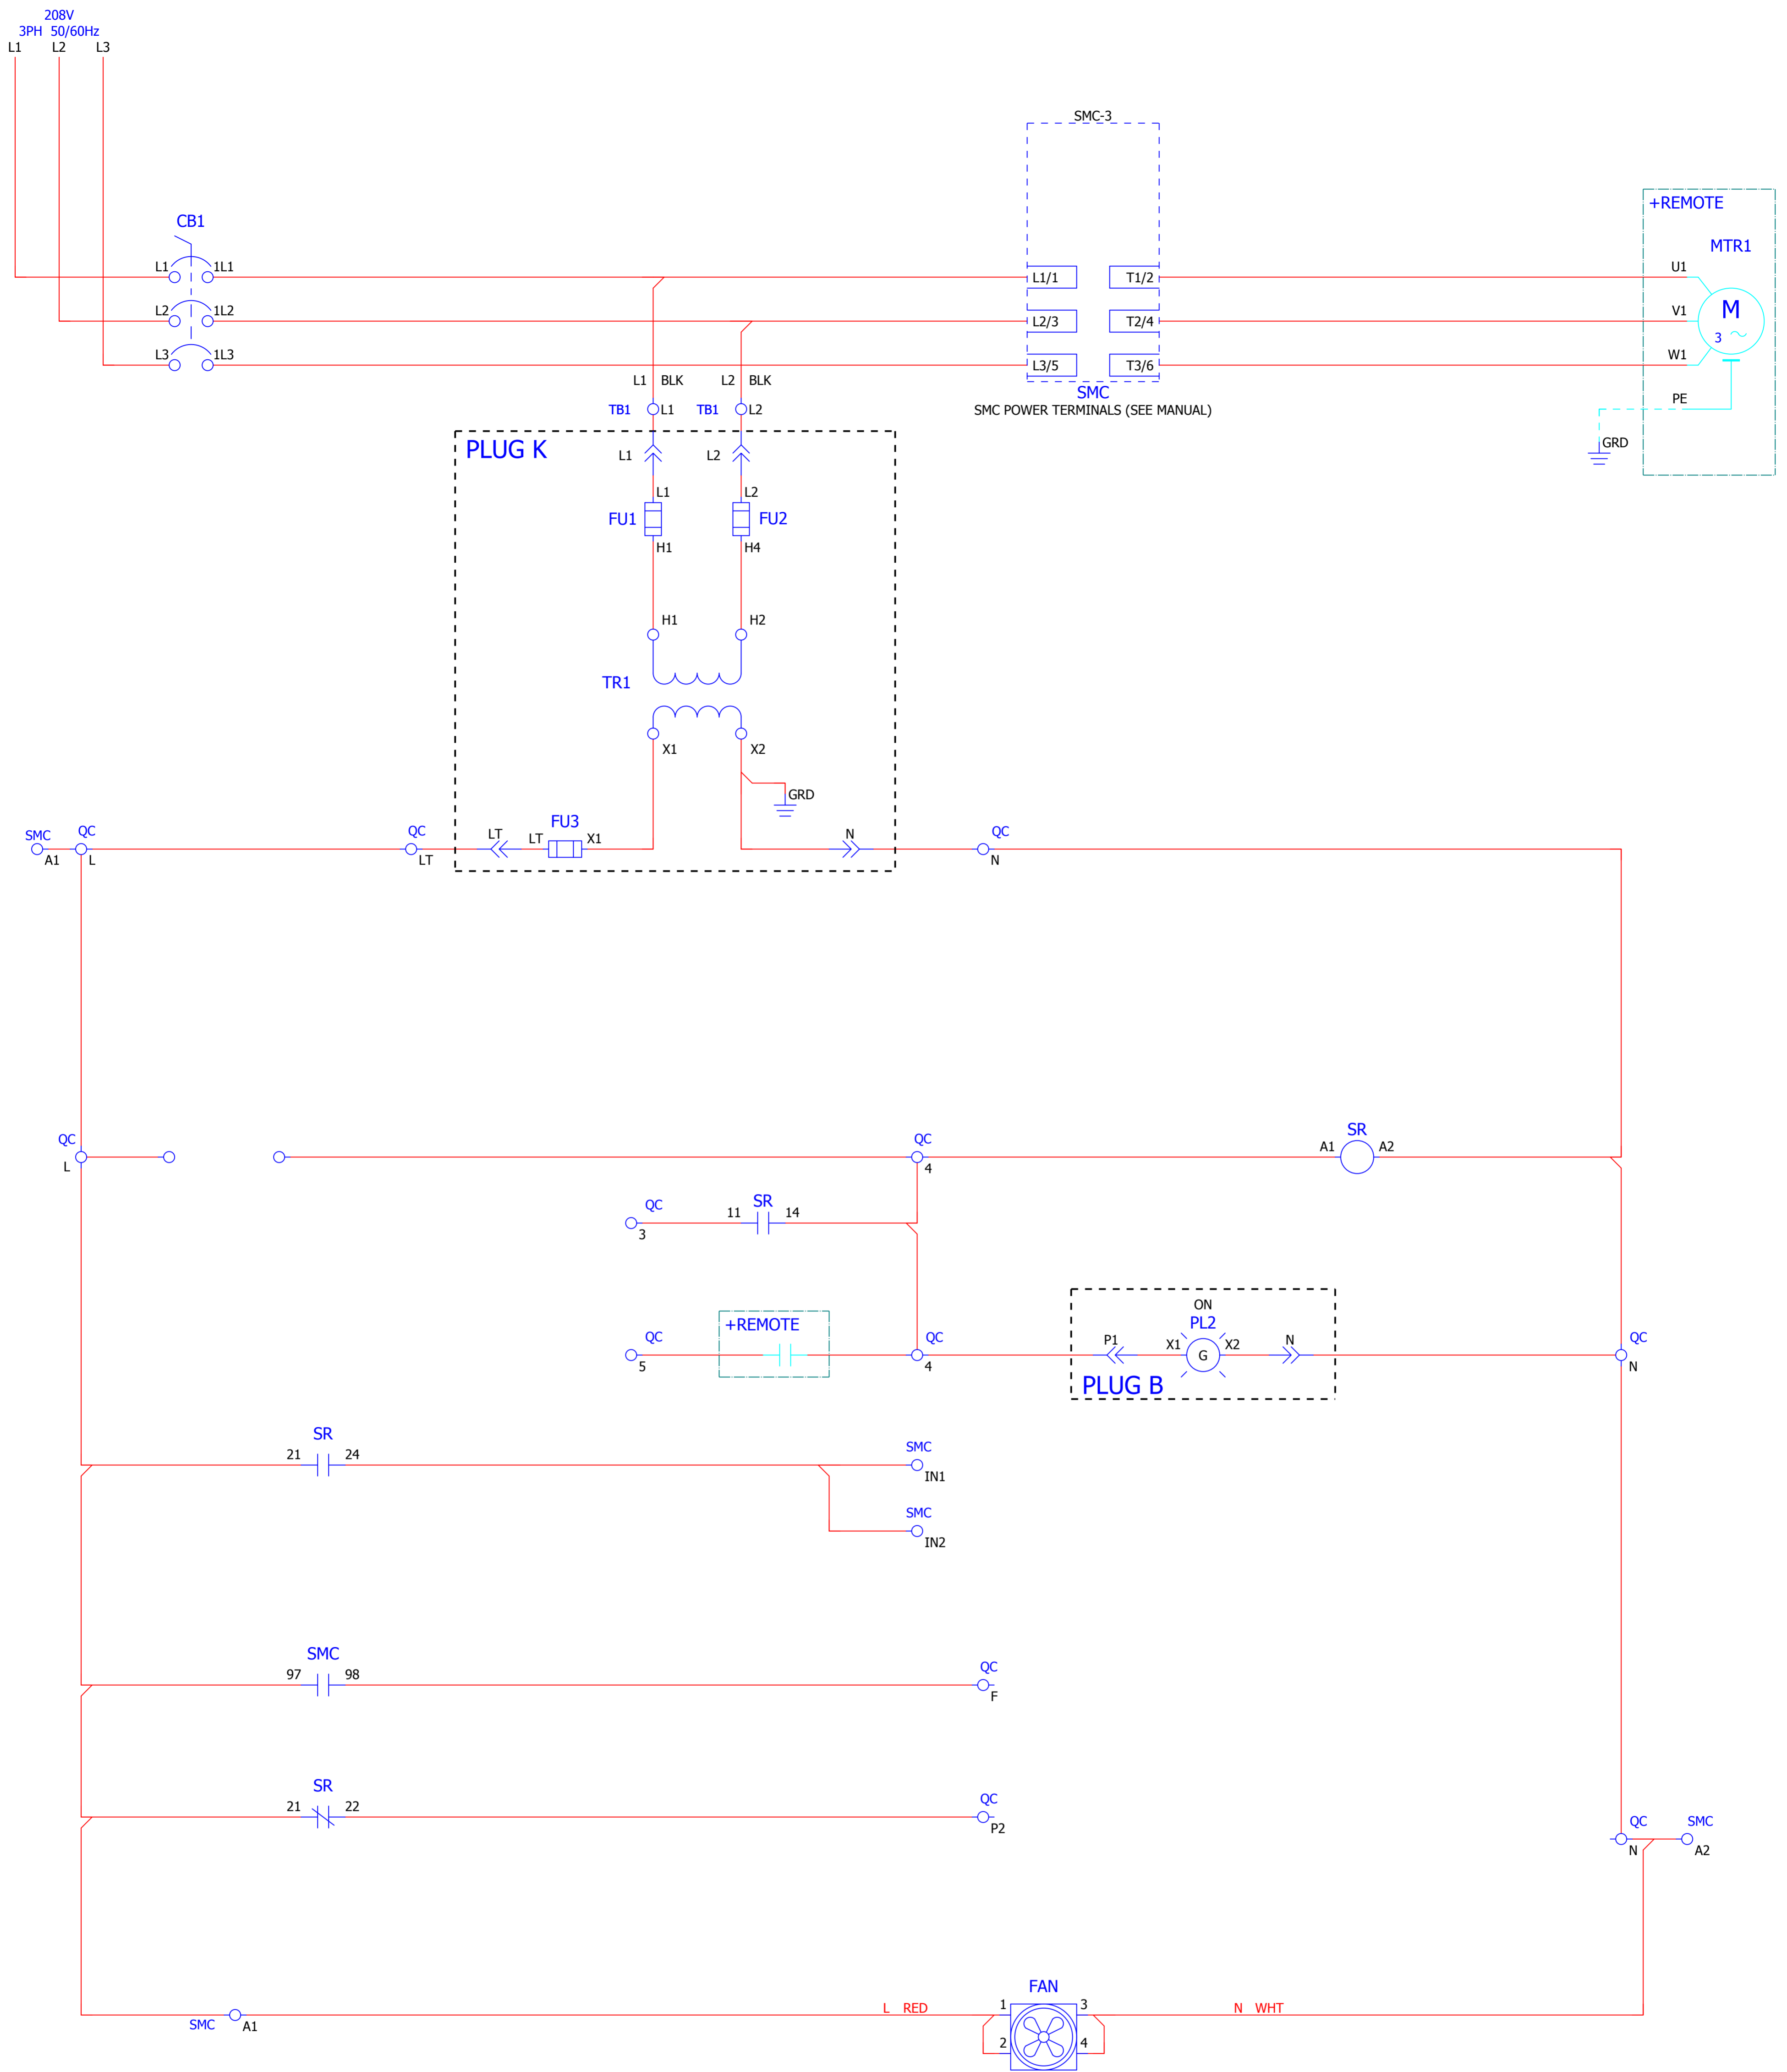 208V
3PH 50/60Hz
L1 L2 L3
SMC-3
+REMOTE
CB1
MTR1
L1 1L1 L1/1 T1/2 U1
L2 1L2 L2/3 T2/4 V1
M
3
L3 1L3 L3/5 T3/6 W1
L1 BLK L2 BLK
SMC
TB1 L1 TB1 L2
SMC POWER TERMINALS (SEE MANUAL)
PE
GRD
PLUG K
L1 L2
L1 L2
FU1 FU2
H1 H4
H1 H2
TR1
X1 X2
GRD
SMC QC QC FU3 QC
LT LT X1 N
A1 L LT N
SR
QC QC A1 A2
L 4
QC SR
11 14
3
ON
+REMOTE PL2
QC QC P1 X1 X2 N QC
G
5 4 N
PLUG B
SR SMC
21 24
IN1
SMC
IN2
SMC QC
97 98
F
SR QC
21 22
P2
QC SMC
N A2
FAN
L RED 1 3 N WHT
SMC A1
2 4